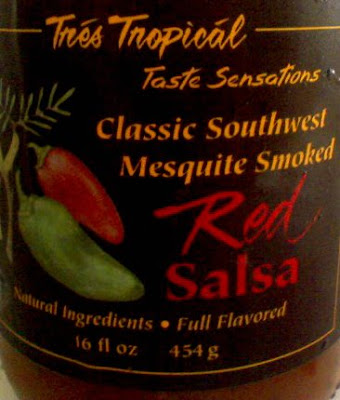 Trés Tropicál
Taste Sensations
Classic Southwest
Mesquite Smoked
Red
Salsa
Natural Ingredients • Full Flavored
16 fl oz 454 g